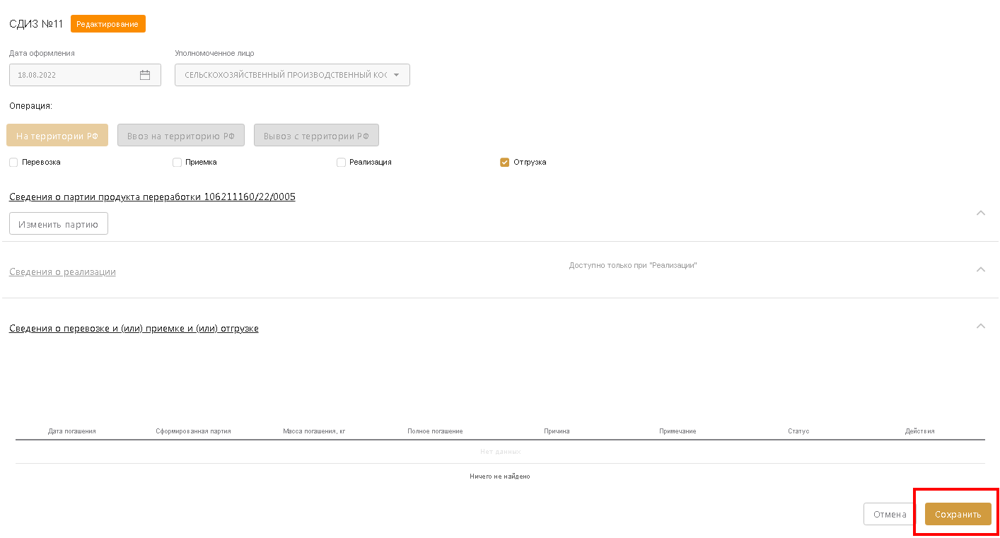 СДИЗ №11 Редактирование
Дата оформления Уполномоченное лицо
18.08.2022 СЕЛЬСКОХОЗЯЙСТВЕННЫЙ ПРОИЗВОДСТВЕННЫЙ КОО
Операция:
На территории РФ Ввоз на территорию РФ Вывоз с территории РФ
Перевозка Приемка Реализация Отгрузка
Сведения о партии продукта переработки 106211160/22/0005
Изменить партию
Сведения о реализации Доступно только при "Реализации"
Сведения о перевозке и (или) приемке и (или) отгрузке
Дата погашения Сформированная партия Масса погашения, кг Полное погашение Причина Примечание Статус Действия
Нет данных
Ничего не найдено
Отмена Сохранить